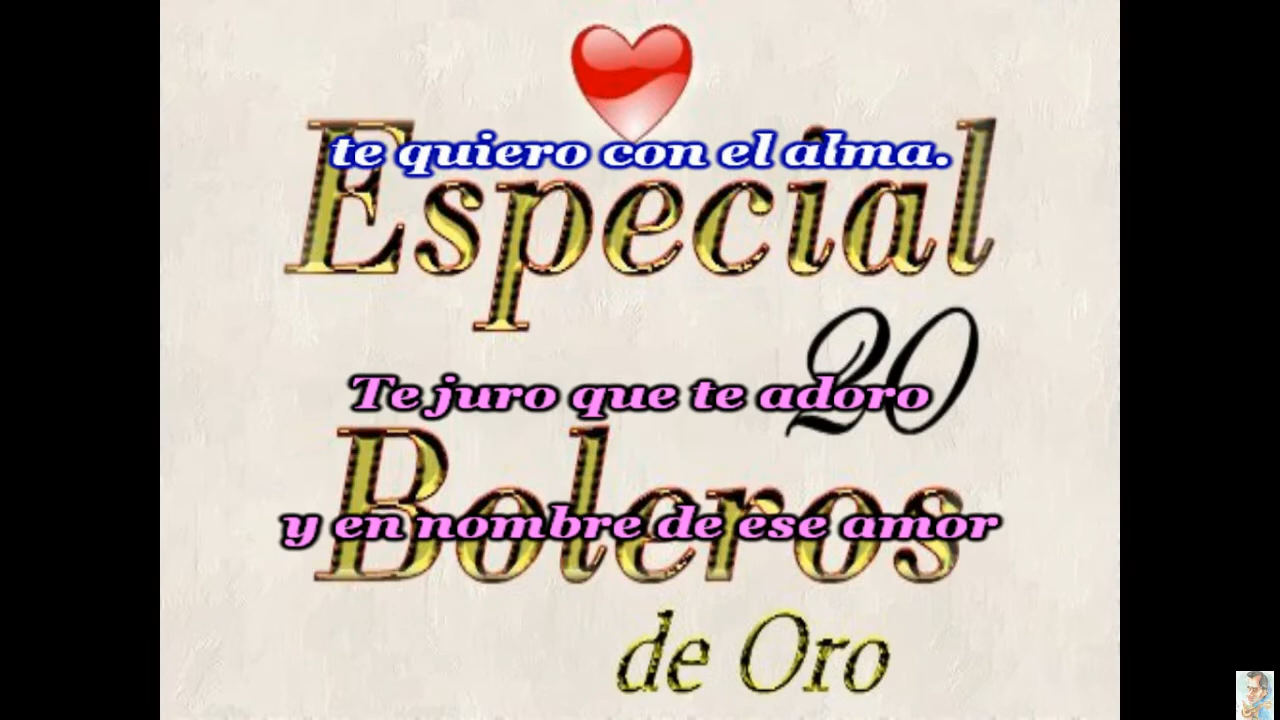 te quiero con el alma.
Especial
20
Te juro que te adoro
Boleros
y en nombre de ese amor
de Oro